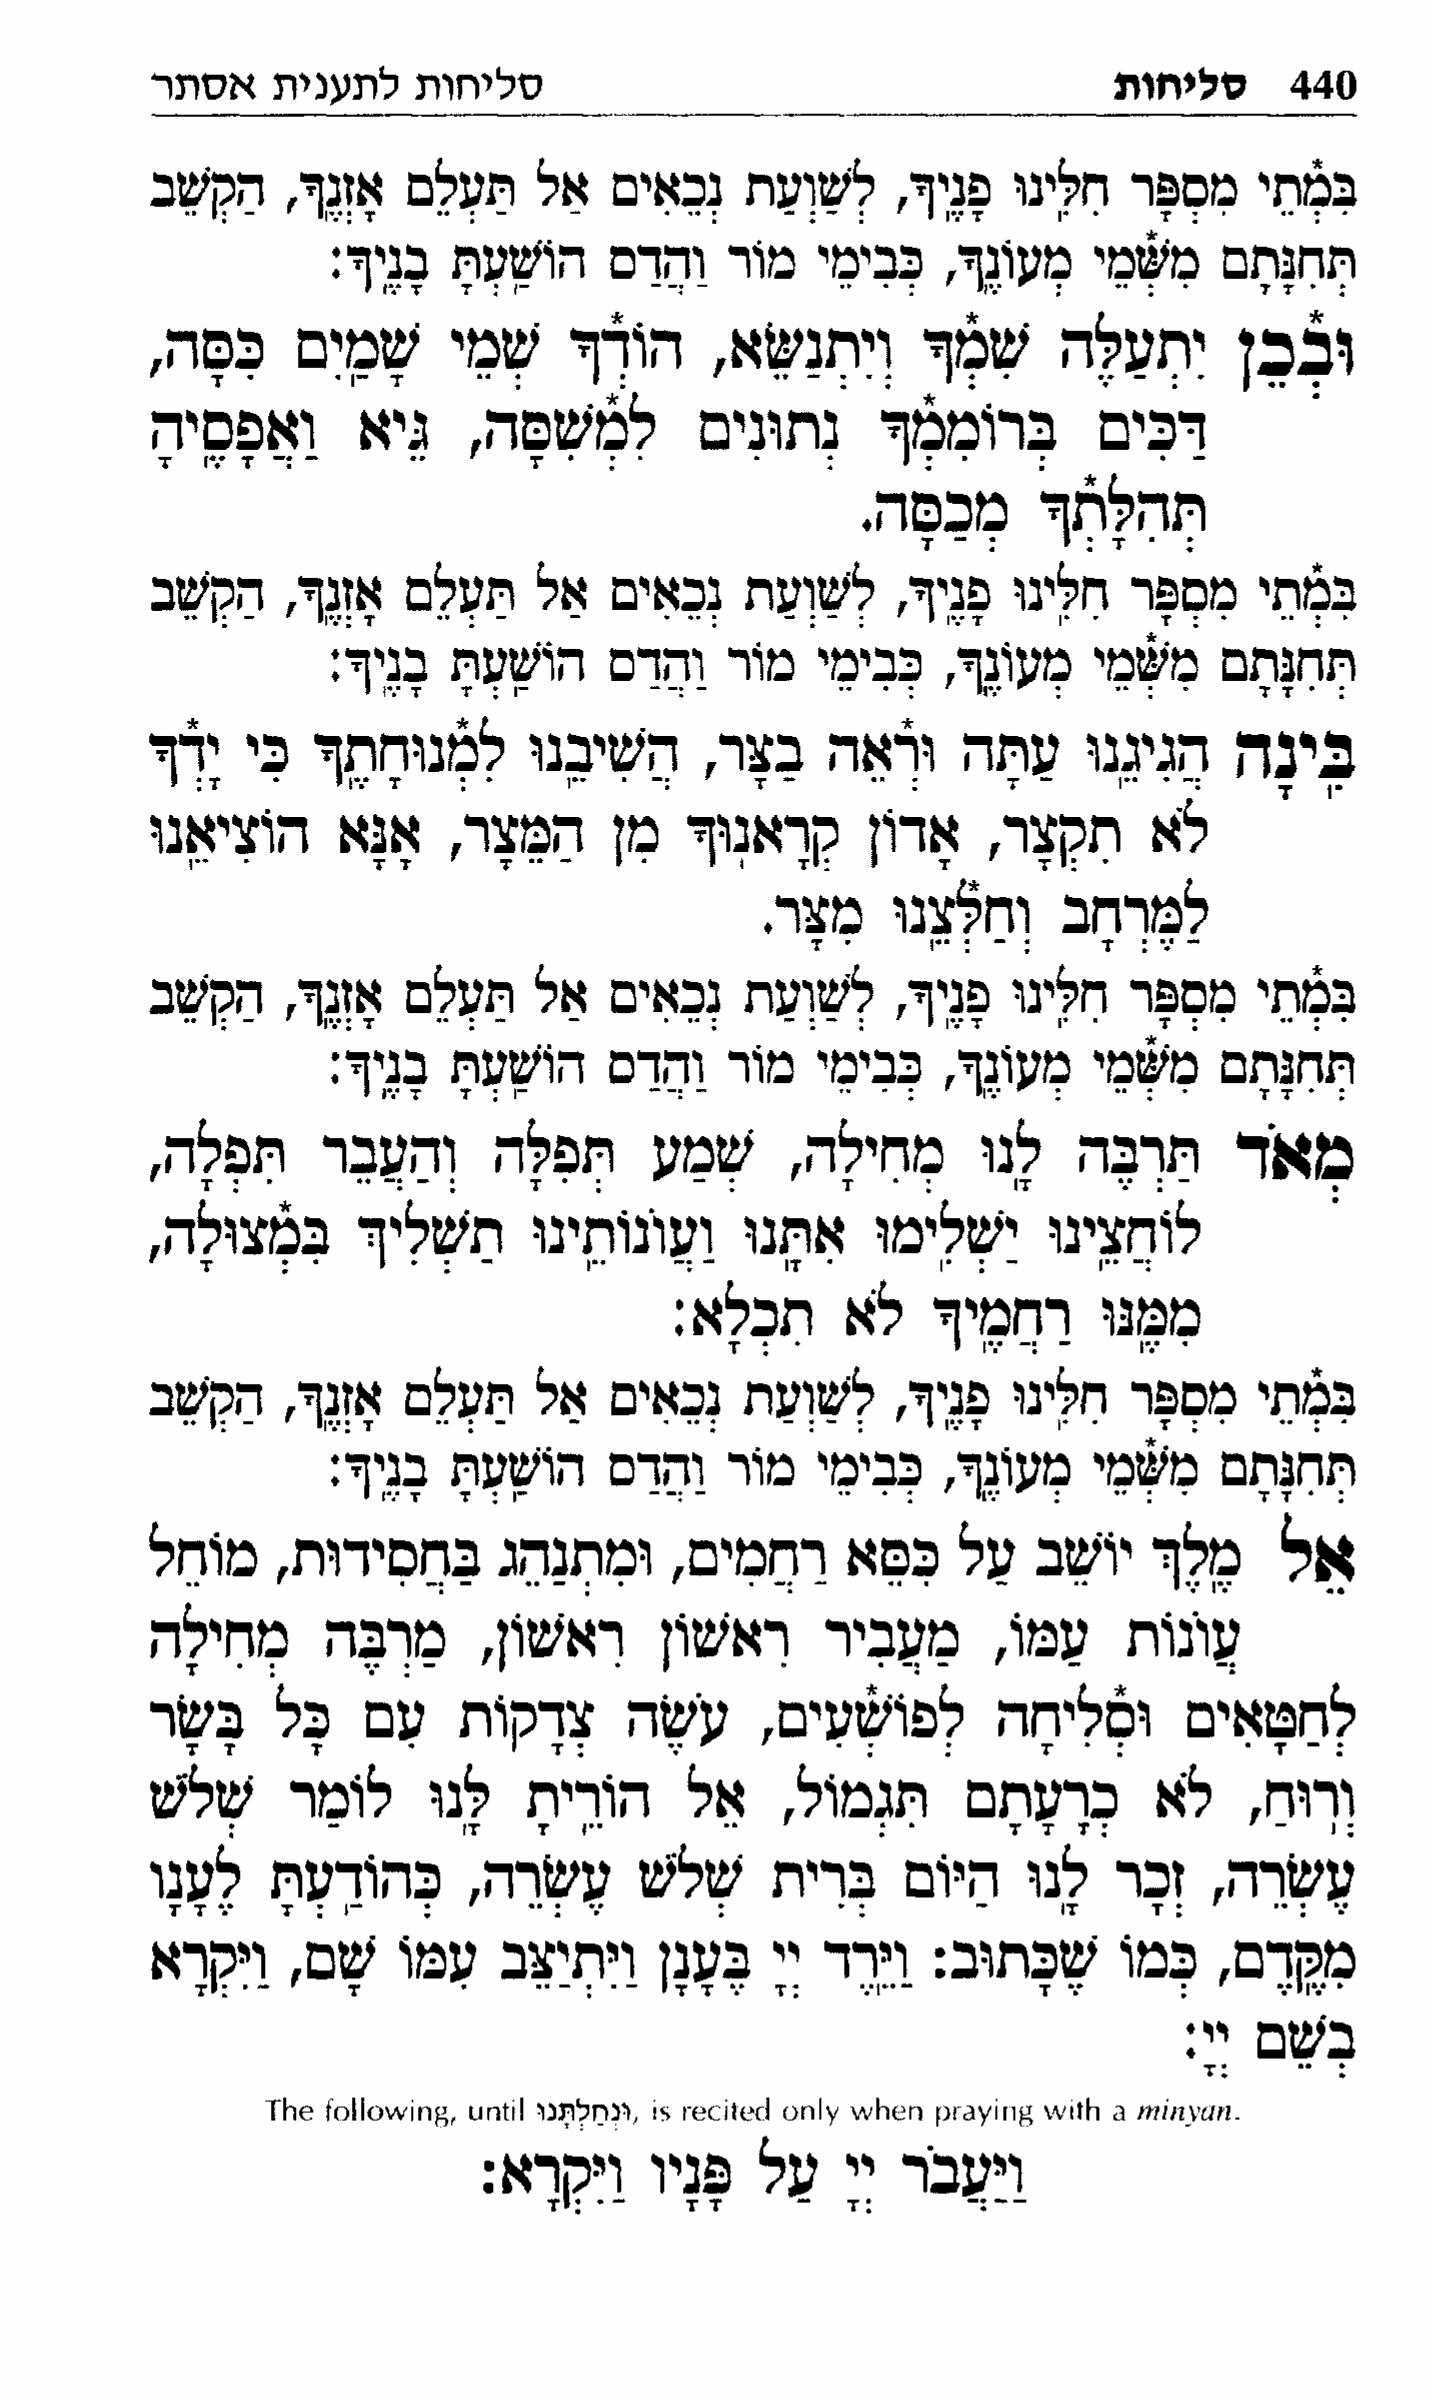 440 סליחות סליחות לתענית אסתר
בִּמְ֯תֵי מִסְפָּר חִלִּֽינוּ פָנֶֽיךָ, לְשַׁוְעַת נְכֵאִים אַל תַּעְלֵם אָזְנֶֽךָ, הַקְשֵׁב
תְּחִנָּתָם מִשְּׁ֯מֵי מְעוֹנֶֽךָ, כְּבִימֵי מוֹר וַהֲדַס הוֹשַֽׁעְתָּ בָנֶֽיךָ:
וּבְ֯כֵן יִתְעַלֶּה שִׁמְ֯ךָ וְיִתְנַשֵּׂא, הוֹדְ֯ךָ שְׁמֵי שָׁמַֽיִם כִּסָּה,
דַּכִּים בְּרוֹמִמְ֯ךָ נְתוּנִים לִמְ֯שִׁסָּה, גֵּיא וַאֲפָסֶֽיהָ
תְּהִלָּתְ֯ךָ מְכַסָּה.
בִּמְ֯תֵי מִסְפָּר חִלִּֽינוּ פָנֶֽיךָ, לְשַׁוְעַת נְכֵאִים אַל תַּעְלֵם אָזְנֶֽךָ, הַקְשֵׁב
תְּחִנָּתָם מִשְּׁ֯מֵי מְעוֹנֶֽךָ, כְּבִימֵי מוֹר וַהֲדַס הוֹשַֽׁעְתָּ בָנֶֽיךָ:
בִּֽינָה הֲגִיגֵֽנוּ עַתָּה וּרְ֯אֵה בַצָּר, הֲשִׁיבֵֽנוּ לִמְ֯נוּחָתֶֽךָ כִּי יָדְ֯ךָ
לֹא תִקְצָר, אָדוֹן קְרָאנֽוּךָ מִן הַמֵּצָר, אָנָּא הוֹצִיאֵֽנוּ
לַמֶּרְחָב וְחַלְּ֯צֵֽנוּ מִצָּר.
בִּמְ֯תֵי מִסְפָּר חִלִּֽינוּ פָנֶֽיךָ, לְשַׁוְעַת נְכֵאִים אַל תַּעְלֵם אָזְנֶֽךָ, הַקְשֵׁב
תְּחִנָּתָם מִשְּׁ֯מֵי מְעוֹנֶֽךָ, כְּבִימֵי מוֹר וַהֲדַס הוֹשַֽׁעְתָּ בָנֶֽיךָ:
מְאֹד תַּרְבֶּה לָֽנוּ מְחִילָה, שְׁמַע תְּפִלָּה וְהַעֲבֵר תִּפְלָה,
לוֹחֲצֵֽינוּ יַשְׁלִֽימוּ אִתָּֽנוּ וַעֲוֹנוֹתֵֽינוּ תַשְׁלִיךְ בִּמְ֯צוּלָה,
מִמֶּֽנּוּ רַחֲמֶֽיךָ לֹא תִכְלָא:
בִּמְ֯תֵי מִסְפָּר חִלִּֽינוּ פָנֶֽיךָ, לְשַׁוְעַת נְכֵאִים אַל תַּעְלֵם אָזְנֶֽךָ, הַקְשֵׁב
תְּחִנָּתָם מִשְּׁ֯מֵי מְעוֹנֶֽךָ, כְּבִימֵי מוֹר וַהֲדַס הוֹשַֽׁעְתָּ בָנֶֽיךָ:
אֵל מֶֽלֶךְ יוֹשֵׁב עַל כִּסֵּא רַחֲמִים, וּמִתְנַהֵג בַּחֲסִידוּת, מוֹחֵל
עֲוֹנוֹת עַמּוֹ, מַעֲבִיר רִאשׁוֹן רִאשׁוֹן, מַרְבֶּה מְחִילָה
לְחַטָּאִים וּסְ֯לִיחָה לְפוֹשְׁ֯עִים, עֹשֶׂה צְדָקוֹת עִם כָּל בָּשָׂר
וְרֽוּחַ, לֹא כְרָעָתָם תִּגְמוֹל, אֵל הוֹרֵֽיתָ לָּֽנוּ לוֹמַר שְׁלֹשׁ
עֶשְׂרֵה, זְכָר לָֽנוּ הַיּוֹם בְּרִית שְׁלֹשׁ עֶשְׂרֵה, כְּהוֹדַֽעְתָּ לֶעָנָו
מִקֶּֽדֶם, כְּמוֹ שֶׁכָּתוּב: וַיֵּֽרֶד יְיָ בֶּעָנָן וַיִּתְיַצֵּב עִמּוֹ שָׁם, וַיִּקְרָא
בְשֵׁם יְיָ:
The following, until וּנְחַלְתָּנוּ, is recited only when praying with a minyan.
וַיַּעֲבֹר יְיָ עַל פָּנָיו וַיִּקְרָא: